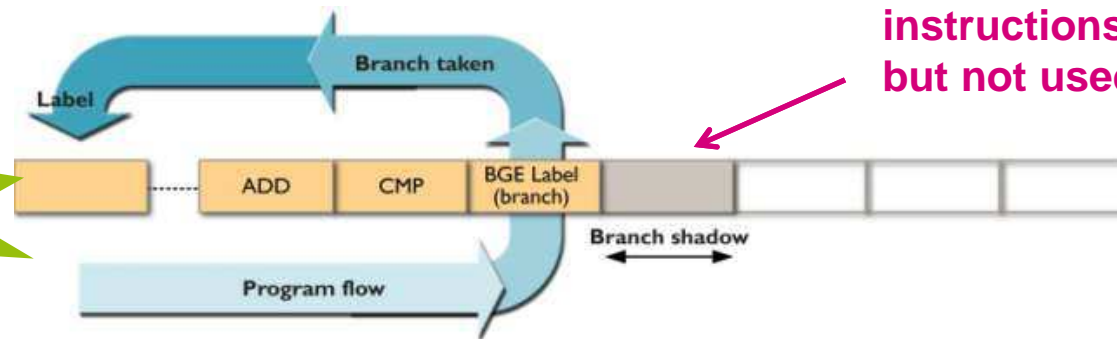 instructions
but not used
Branch taken
Label
ADD
CMP
BGE Label
(branch)
Branch shadow
Program flow